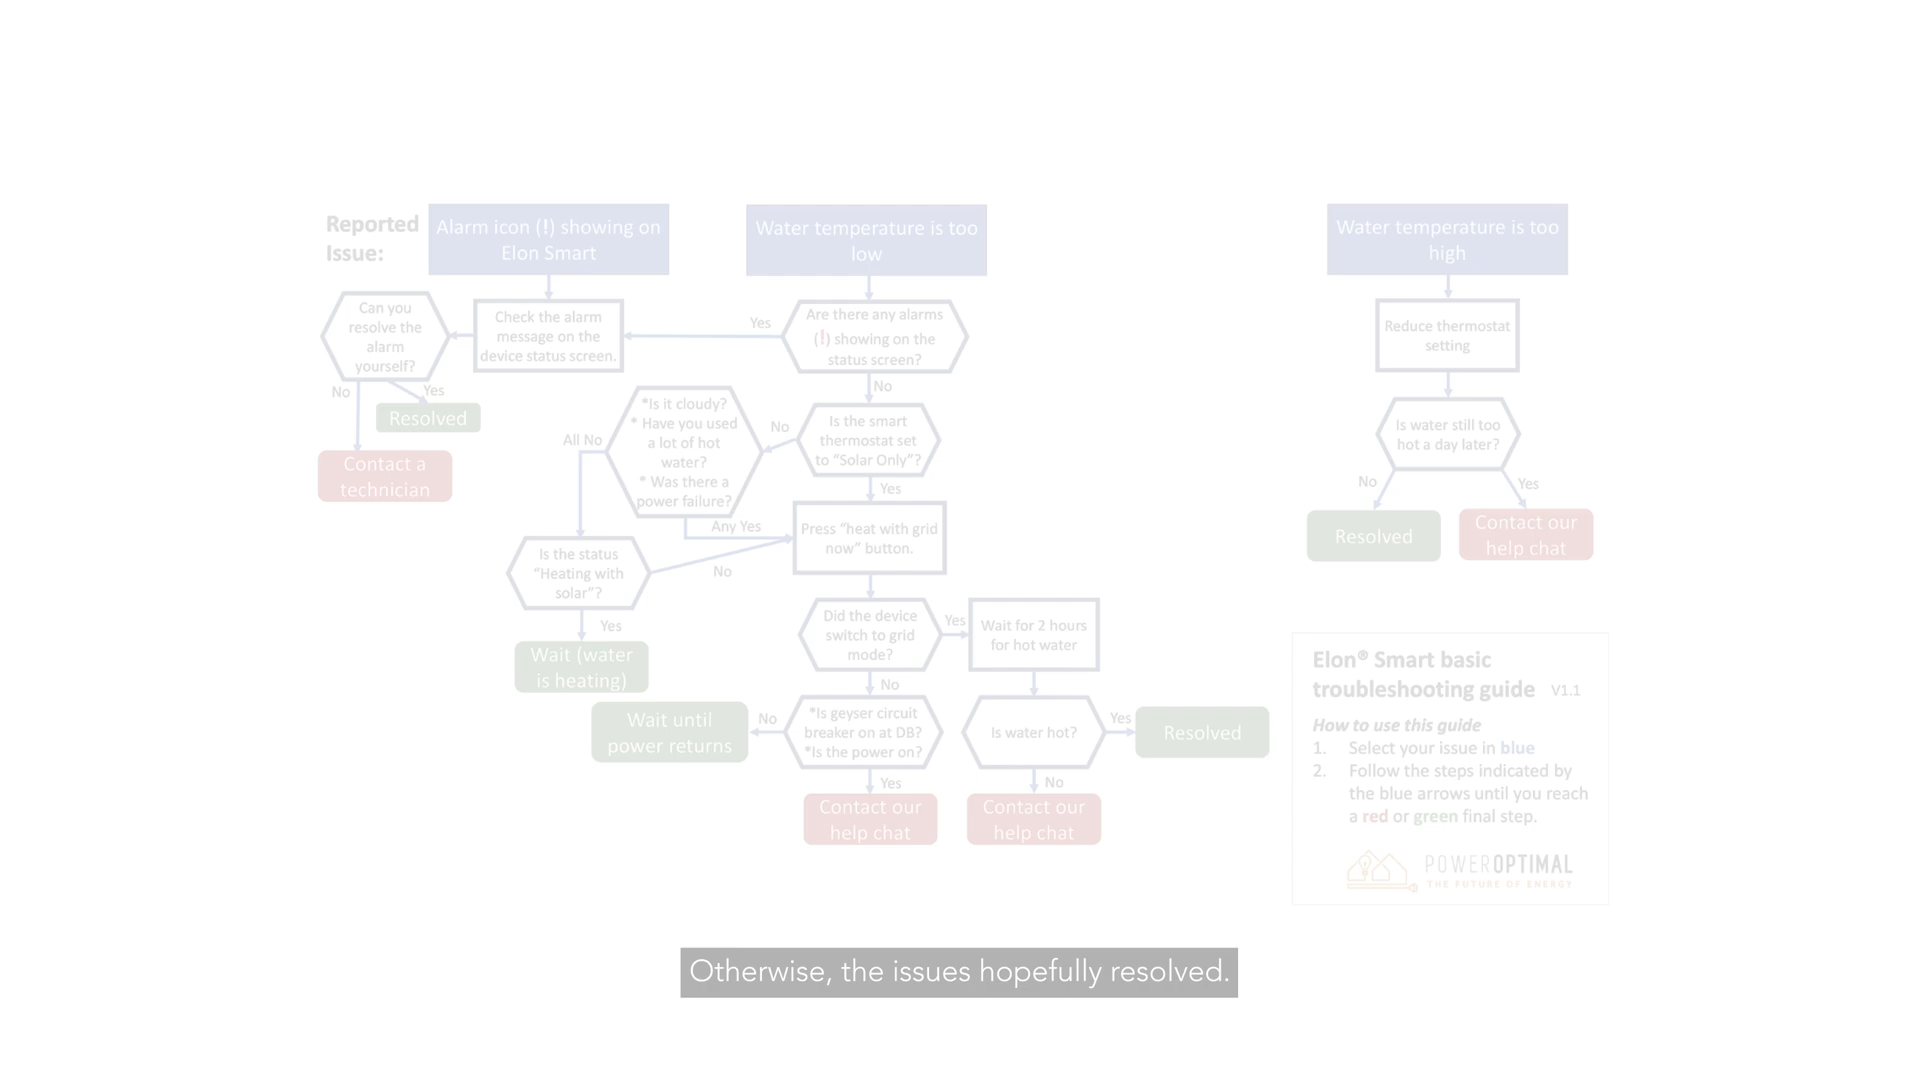 Reported
Issue:
Alarm icon (!) showing on
Elon Smart
Water temperature is too
low
Water temperature is too
high
Can you
resolve the
alarm
yourself?
Check the alarm
message on the
device status screen.
Yes
Are there any alarms
(!) showing on the
status screen?
Reduce thermostat
setting
No
Yes
Resolved
Contact a
technician
No
*Is it cloudy?
* Have you used
a lot of hot
water?
* Was there a
power failure?
No
Is the smart
thermostat set
to “Solar Only”?
Is water still too
hot a day later?
All No
Yes
No
Yes
Any Yes
Press “heat with grid
now” button.
Resolved
Contact our
help chat
Is the status
“Heating with
solar”?
No
Yes
Wait (water
is heating)
Did the device
switch to grid
mode?
Yes
Wait for 2 hours
for hot water
No
Wait until
power returns
No
*Is geyser circuit
breaker on at DB?
*Is the power on?
Is water hot?
Yes
Resolved
Yes
No
Contact our
help chat
Contact our
help chat
Elon® Smart basic
troubleshooting guide V1.1
How to use this guide
1. Select your issue in blue
2. Follow the steps indicated by
the blue arrows until you reach
a red or green final step.
POWEROPTIMAL
THE FUTURE OF ENERGY
Otherwise, the issues hopefully resolved.